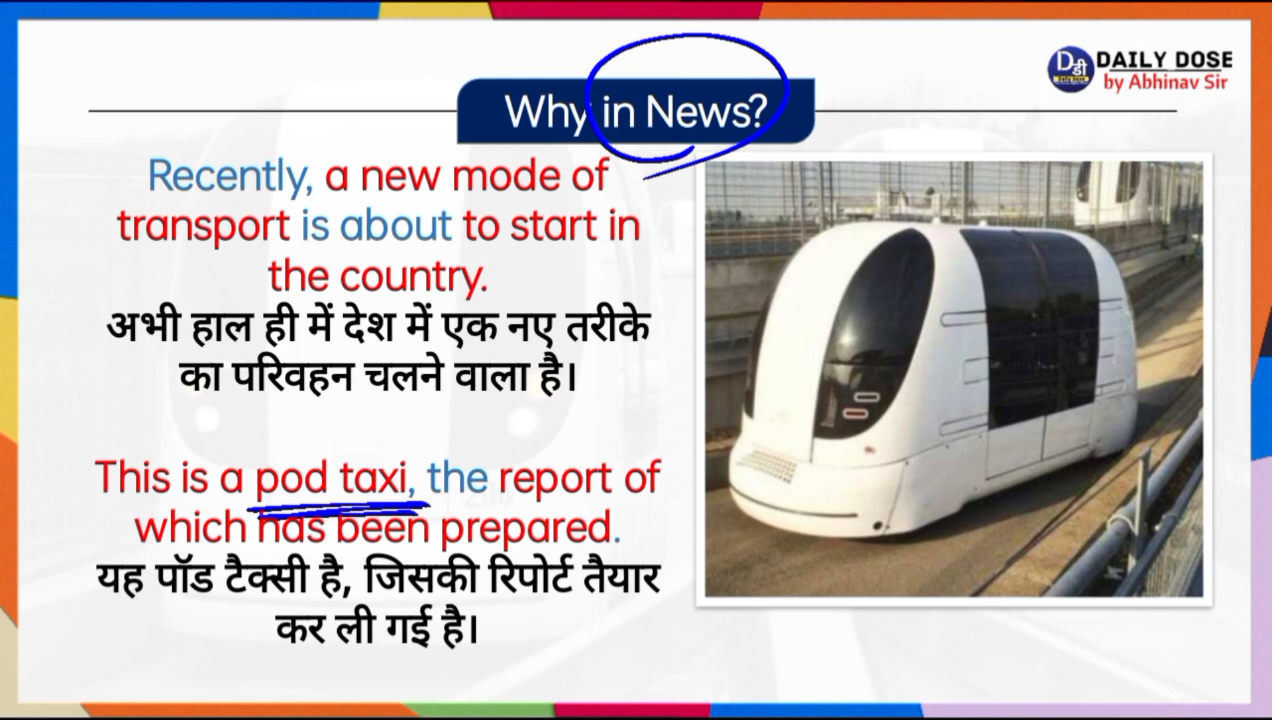 DAILY DOSE
by Abhinav Sir
Why in News?
Recently, a new mode of
transport is about to start in
the country.
अभी हाल ही में देश में एक नए तरीके
का परिवहन चलने वाला है।
This is a pod taxi, the report of
which has been prepared.
यह पॉड टैक्सी है, जिसकी रिपोर्ट तैयार
कर ली गई है।